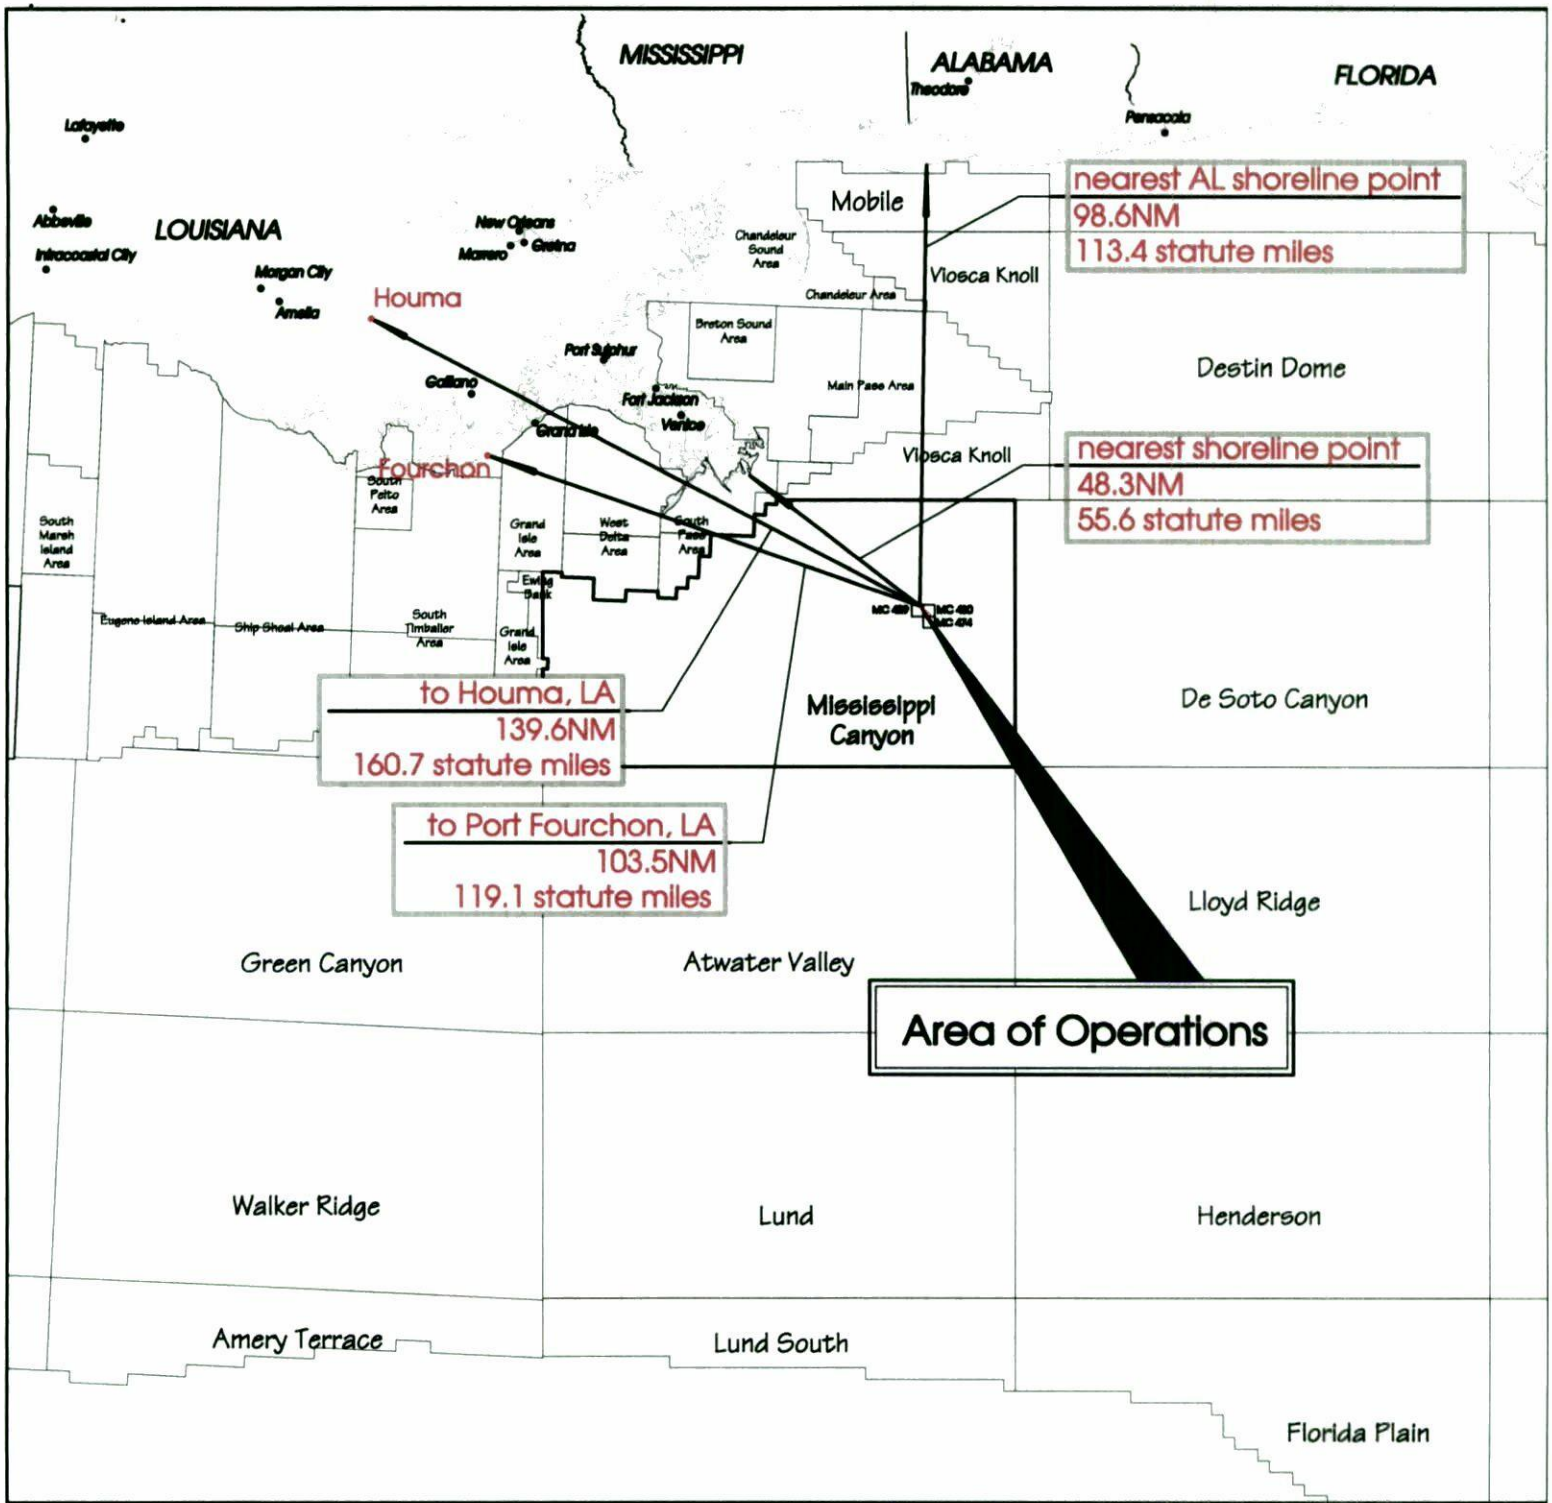 MISSISSIPPI
ALABAMA
FLORIDA
Theodore
Pensacola
Lafayette
Abbeville
LOUISIANA
Intracoastal City
New Orleans
Marrero
Gretna
Morgan City
Amelia
Houma
Port Sulphur
Galliano
Fort Jackson
Venice
Grand Isle
Fourchon
Mobile
nearest AL shoreline point
98.6NM
113.4 statute miles
Chandeleur
Sound
Area
Viosca Knoll
Chandeleur Area
Breton Sound
Area
Main Pass Area
Destin Dome
Viosca Knoll
nearest shoreline point
48.3NM
55.6 statute miles
South
Pelto
Area
South
Marsh
Island
Area
Grand
Isle
Area
West
Delta
Area
South
Pass
Area
Ewing
Bank
Eugene Island Area
Ship Shoal Area
South
Timbalier
Area
Grand
Isle
Area
MC 429
MC 430
MC 474
to Houma, LA
139.6NM
160.7 statute miles
Mississippi
Canyon
De Soto Canyon
to Port Fourchon, LA
103.5NM
119.1 statute miles
Lloyd Ridge
Green Canyon
Atwater Valley
Area of Operations
Walker Ridge
Lund
Henderson
Amery Terrace
Lund South
Florida Plain